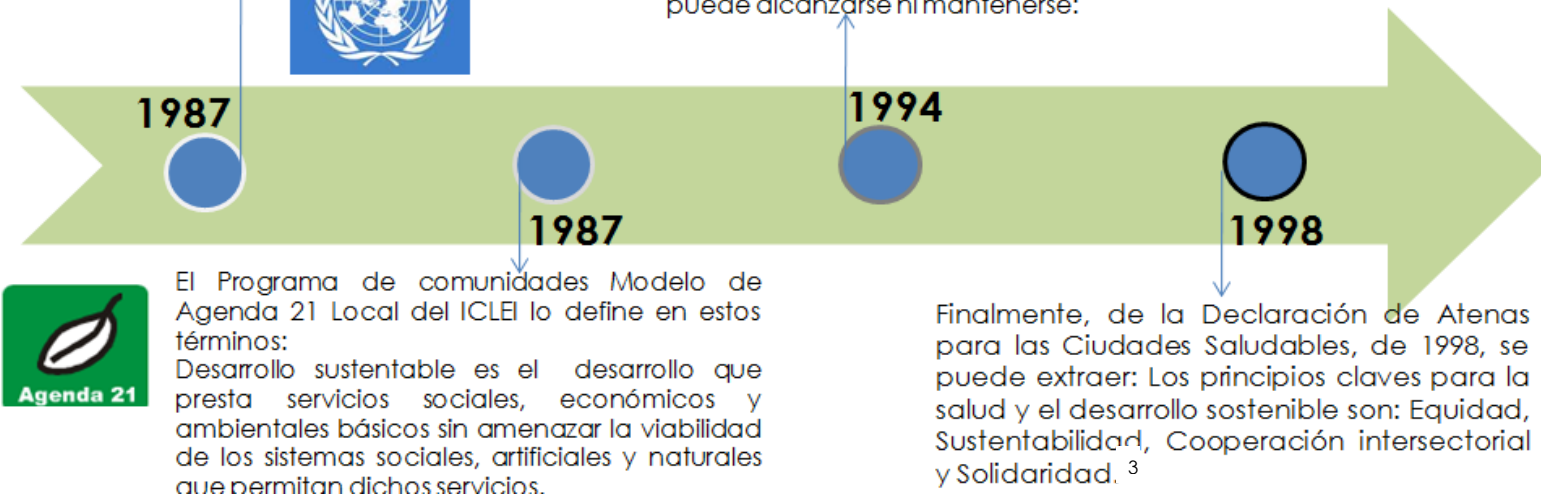 puede alcanzarse ni mantenerse:
1987
1994
1987
1998
El Programa de comunidades Modelo de
Agenda 21 Local del ICLEI lo define en estos
términos:
Desarrollo sustentable es el desarrollo que
presta servicios sociales, económicos y
ambientales básicos sin amenazar la viabilidad
de los sistemas sociales, artificiales y naturales
que permitan dichos servicios.
Agenda 21
Finalmente, de la Declaración de Atenas
para las Ciudades Saludables, de 1998, se
puede extraer: Los principios claves para la
salud y el desarrollo sostenible son: Equidad,
Sustentabilidad, Cooperación intersectorial
y Solidaridad. 3